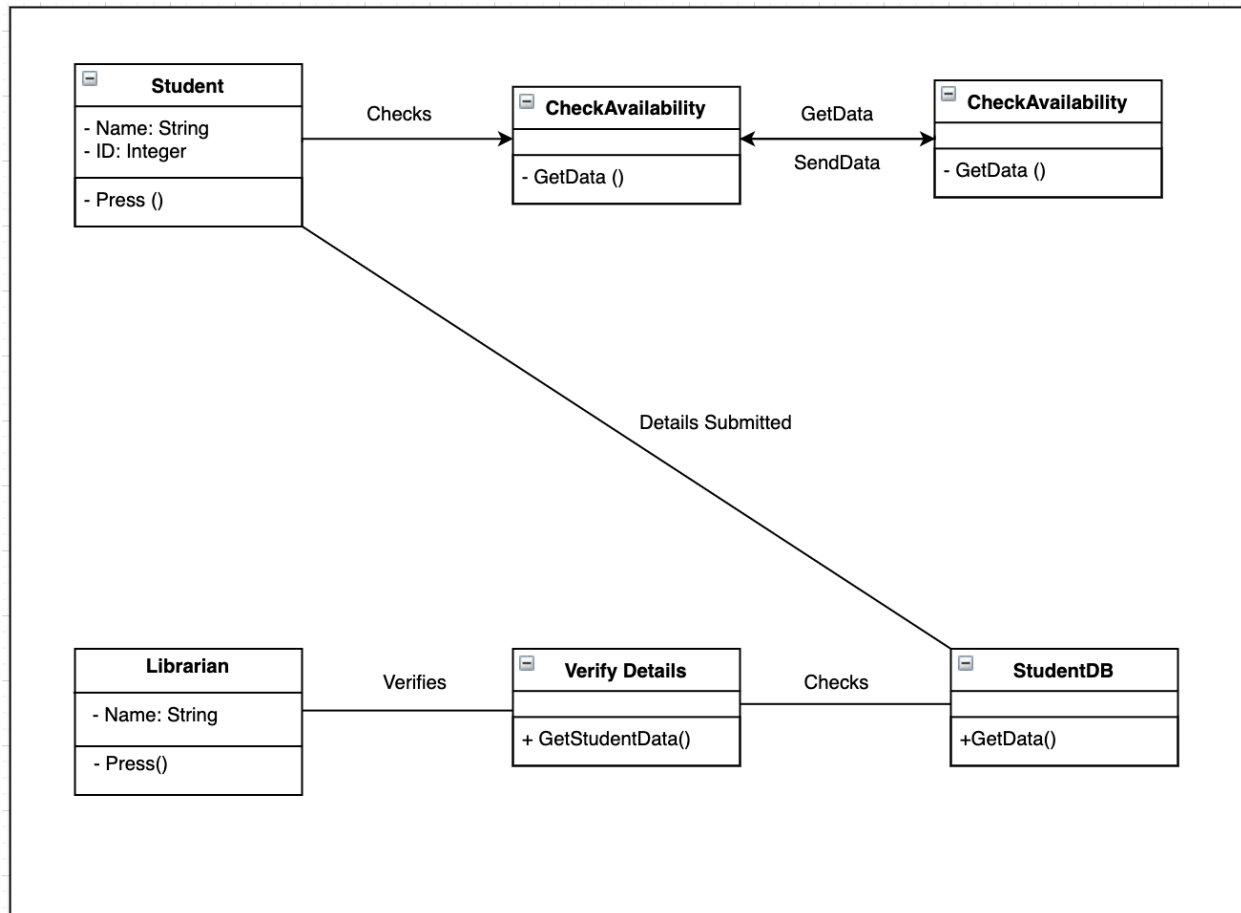 Student
- Name: String
- ID: Integer
- Press ()
Checks
CheckAvailability
- GetData ()
GetData
SendData
CheckAvailability
- GetData ()
Details Submitted
Librarian
- Name: String
- Press()
Verifies
Verify Details
+ GetStudentData()
Checks
StudentDB
+GetData()